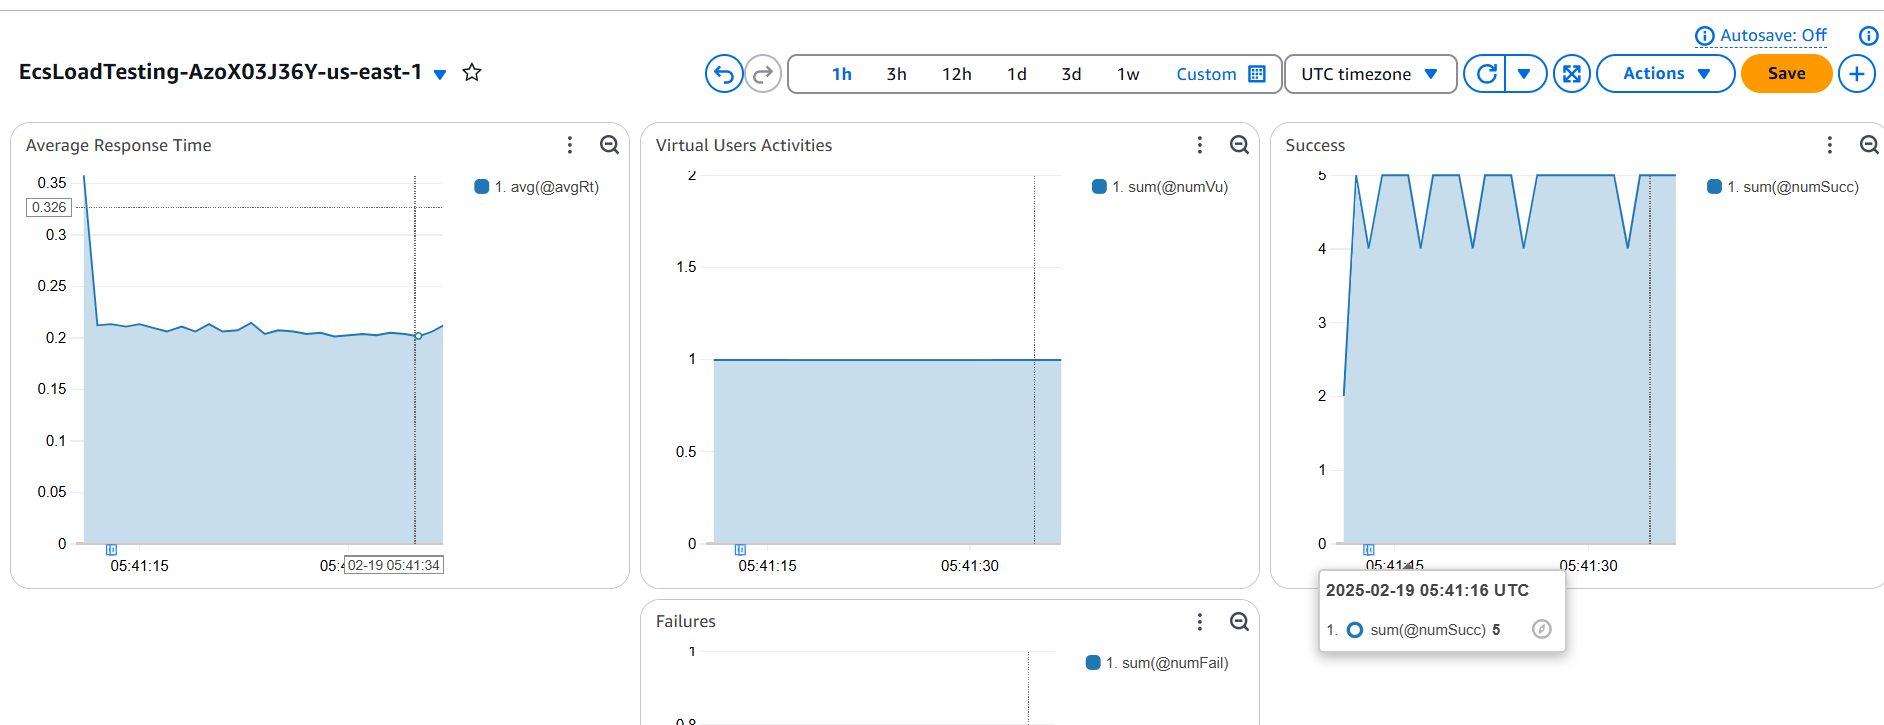 Autosave: Off
EcsLoadTesting-AzoX03J36Y-us-east-1
1h 3h 12h 1d 3d 1w Custom
UTC timezone
Actions
Save
Average Response Time
0.35
0.326
0.3
0.25
0.2
0.15
0.1
0.05
0
1. avg(@avgRt)
05:41:15
02-19 05:41:34
Virtual Users Activities
2
1.5
1
0.5
0
1. sum(@numVu)
05:41:15 05:41:30
Success
5
4
3
2
1
0
1. sum(@numSucc)
05:41:15 05:41:30
2025-02-19 05:41:16 UTC
1. sum(@numSucc) 5
Failures
1
0.8
1. sum(@numFail)